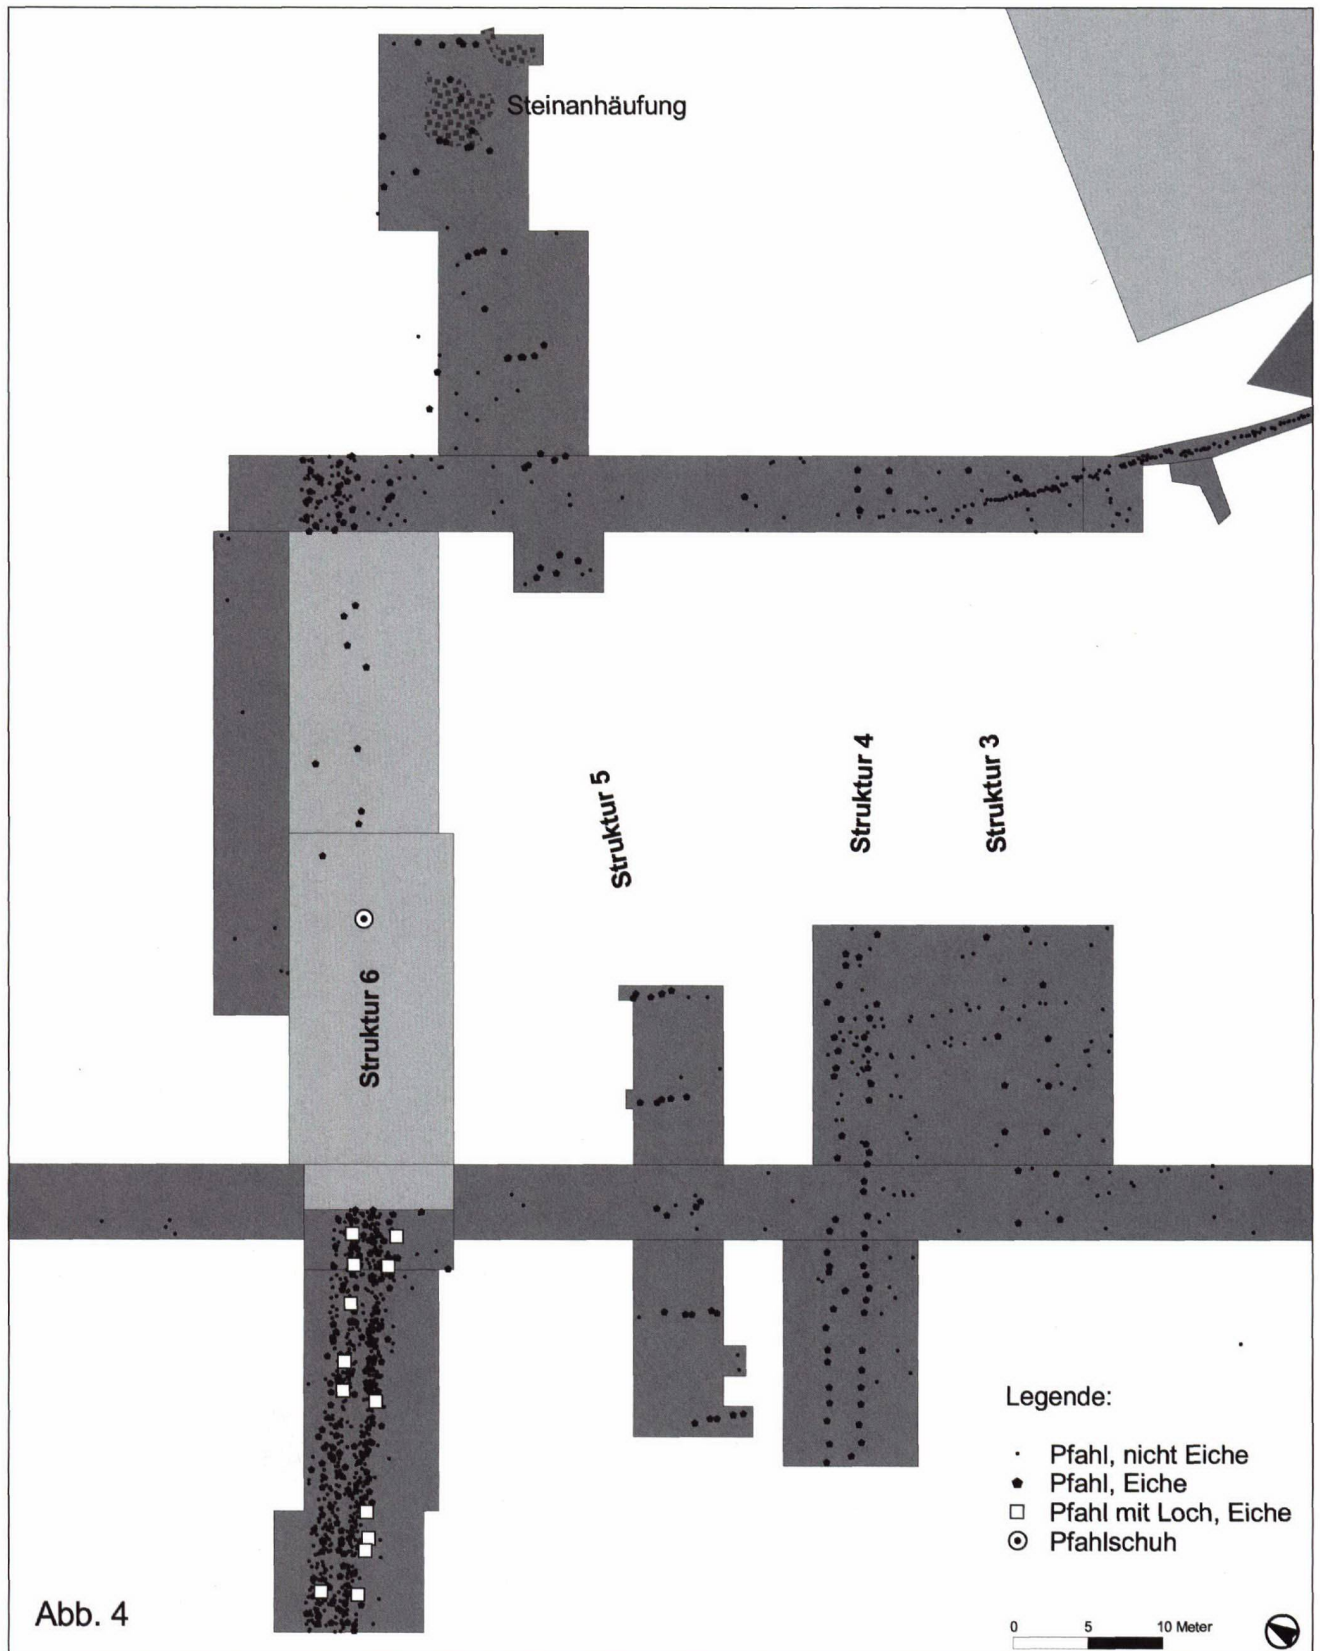 Steinanhäufung
Struktur 5
Struktur 4
Struktur 3
Struktur 6
Legende:
Pfahl, nicht Eiche
Pfahl, Eiche
Pfahl mit Loch, Eiche
Pfahlschuh
Abb. 4
0 5 10 Meter